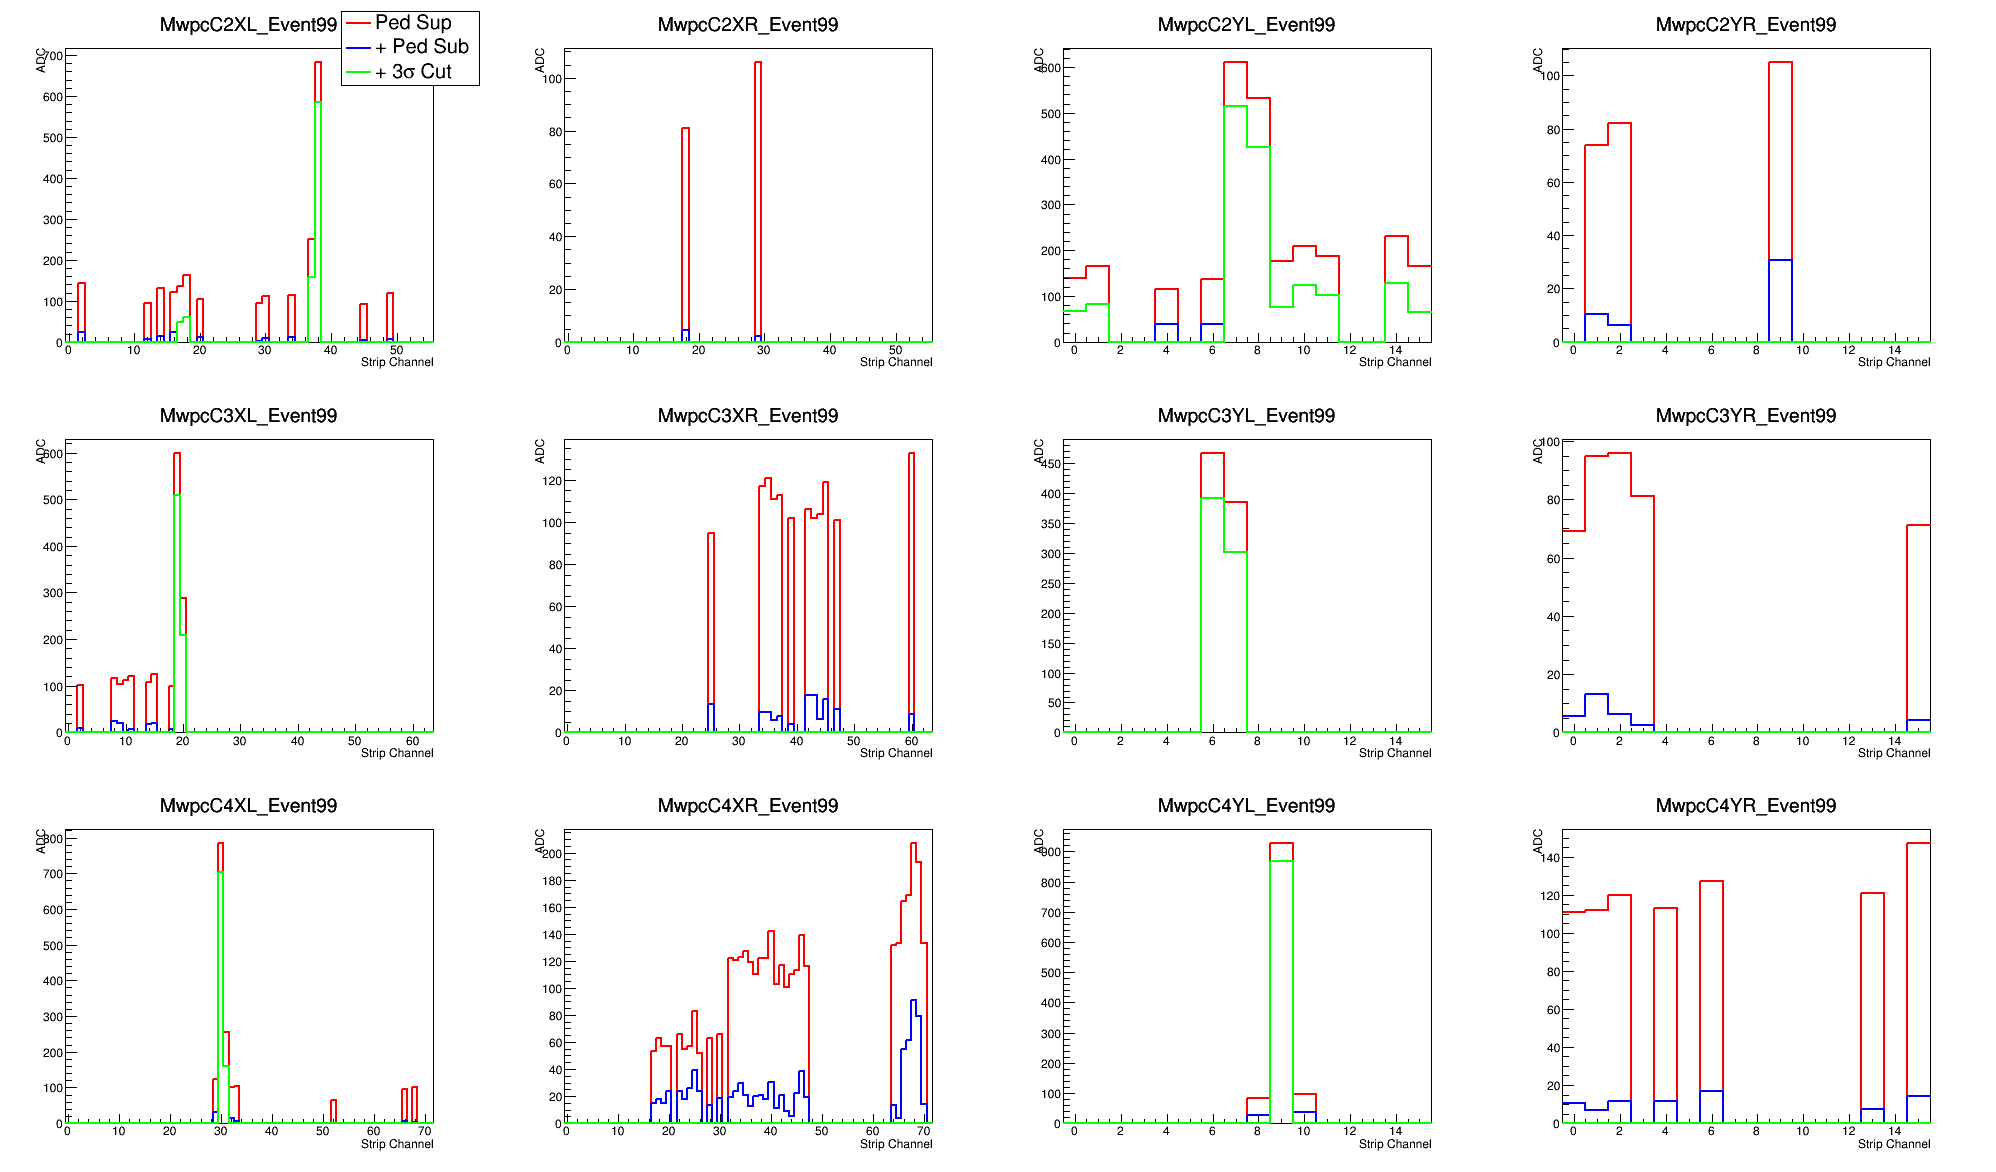 MwpcC2XL_Event99
Ped Sup
+ Ped Sub
+ 3σ Cut
ADC
700
600
500
400
300
200
100
0
0 10 20 30 40 50
Strip Channel
MwpcC2XR_Event99
ADC
100
80
60
40
20
0
0 10 20 30 40 50
Strip Channel
MwpcC2YL_Event99
ADC
600
500
400
300
200
100
0
0 2 4 6 8 10 12 14
Strip Channel
MwpcC2YR_Event99
ADC
100
80
60
40
20
0
0 2 4 6 8 10 12 14
Strip Channel
MwpcC3XL_Event99
ADC
600
500
400
300
200
100
0
0 10 20 30 40 50 60
Strip Channel
MwpcC3XR_Event99
ADC
120
100
80
60
40
20
0
0 10 20 30 40 50 60
Strip Channel
MwpcC3YL_Event99
ADC
450
400
350
300
250
200
150
100
50
0
0 2 4 6 8 10 12 14
Strip Channel
MwpcC3YR_Event99
ADC
100
80
60
40
20
0
0 2 4 6 8 10 12 14
Strip Channel
MwpcC4XL_Event99
ADC
800
700
600
500
400
300
200
100
0
0 10 20 30 40 50 60 70
Strip Channel
MwpcC4XR_Event99
ADC
200
180
160
140
120
100
80
60
40
20
0
0 10 20 30 40 50 60 70
Strip Channel
MwpcC4YL_Event99
ADC
900
800
700
600
500
400
300
200
100
0
0 2 4 6 8 10 12 14
Strip Channel
MwpcC4YR_Event99
ADC
140
120
100
80
60
40
20
0
0 2 4 6 8 10 12 14
Strip Channel